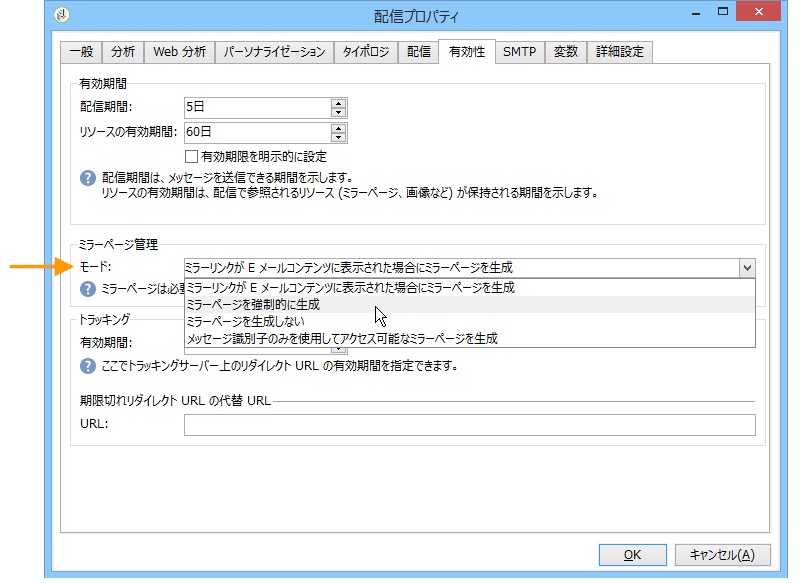 配信プロパティ
一般 分析 Web 分析 パーソナライゼーション タイポロジ 配信 有効性 SMTP 変数 詳細設定
有効期間
配信期間: 5日
リソースの有効期間: 60日
有効期限を明示的に設定
配信期間は、メッセージを送信できる期間を示します。
リソースの有効期間は、配信で参照されるリソース (ミラーページ、画像など) が保持される期間を示します。
ミラーページ管理
モード: ミラーリンクが E メールコンテンツに表示された場合にミラーページを生成
ミラーページは必
ミラーリンクが E メールコンテンツに表示された場合にミラーページを生成
ミラーページを強制的に生成
ミラーページを生成しない
メッセージ識別子のみを使用してアクセス可能なミラーページを生成
トラッキング
有効期間:
ここでトラッキングサーバー上のリダイレクト URL の有効期間を指定できます。
期限切れリダイレクト URL の代替 URL
URL:
OK キャンセル(A)